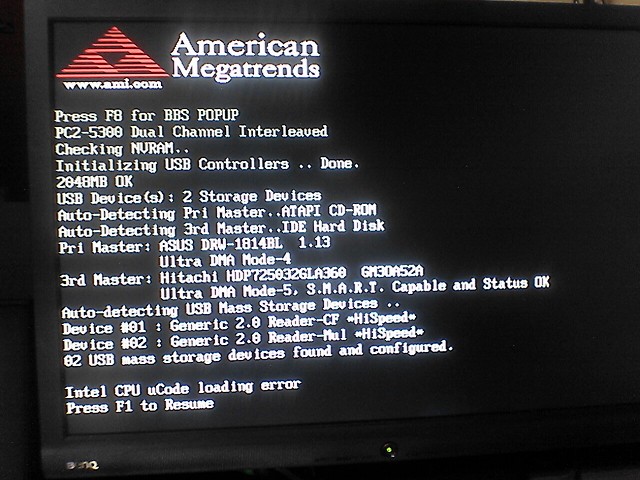 American
Megatrends
www.ami.com
Press F8 for BBS POPUP
PC2-5300 Dual Channel Interleaved
Checking NVRAM..
Initializing USB Controllers .. Done.
2048MB OK
USB Device(s): 2 Storage Devices
Auto-Detecting Pri Master..ATAPI CD-ROM
Auto-Detecting 3rd Master..IDE Hard Disk
Pri Master: ASUS DRW-1814BL 1.13
Ultra DMA Mode-4
3rd Master: Hitachi HDP725032GLA360 GM3OA52A
Ultra DMA Mode-5, S.M.A.R.T. Capable and Status OK
Auto-detecting USB Mass Storage Devices ..
Device #01 : Generic 2.0 Reader-CF *HiSpeed*
Device #02 : Generic 2.0 Reader-Mul *HiSpeed*
02 USB mass storage devices found and configured.
Intel CPU uCode loading error
Press F1 to Resume
BenQ